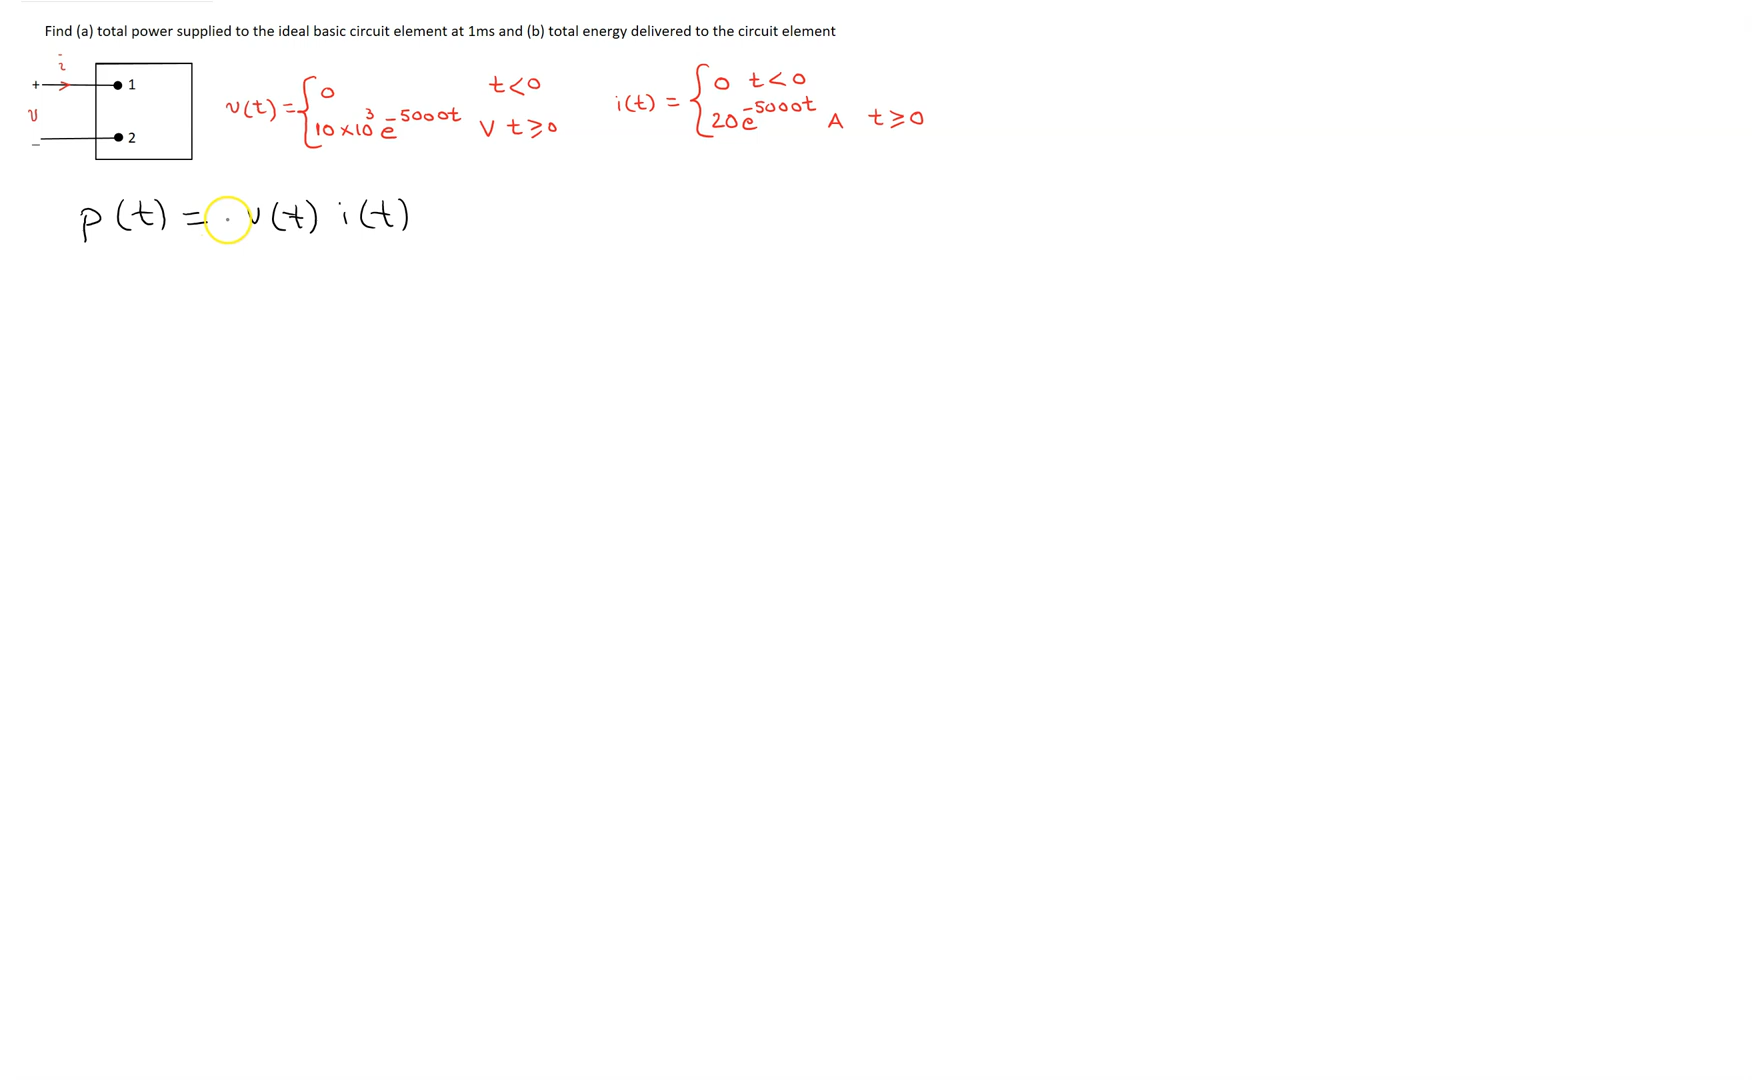 Find (a) total power supplied to the ideal basic circuit element at 1ms and (b) total energy delivered to the circuit element
i
+
1
v
2
−
v(t) = { 0 t<0
10×10³ e^−5000t V t≥0
i(t) = { 0 t<0
20e^−5000t A t≥0
p(t) = v(t) i(t)